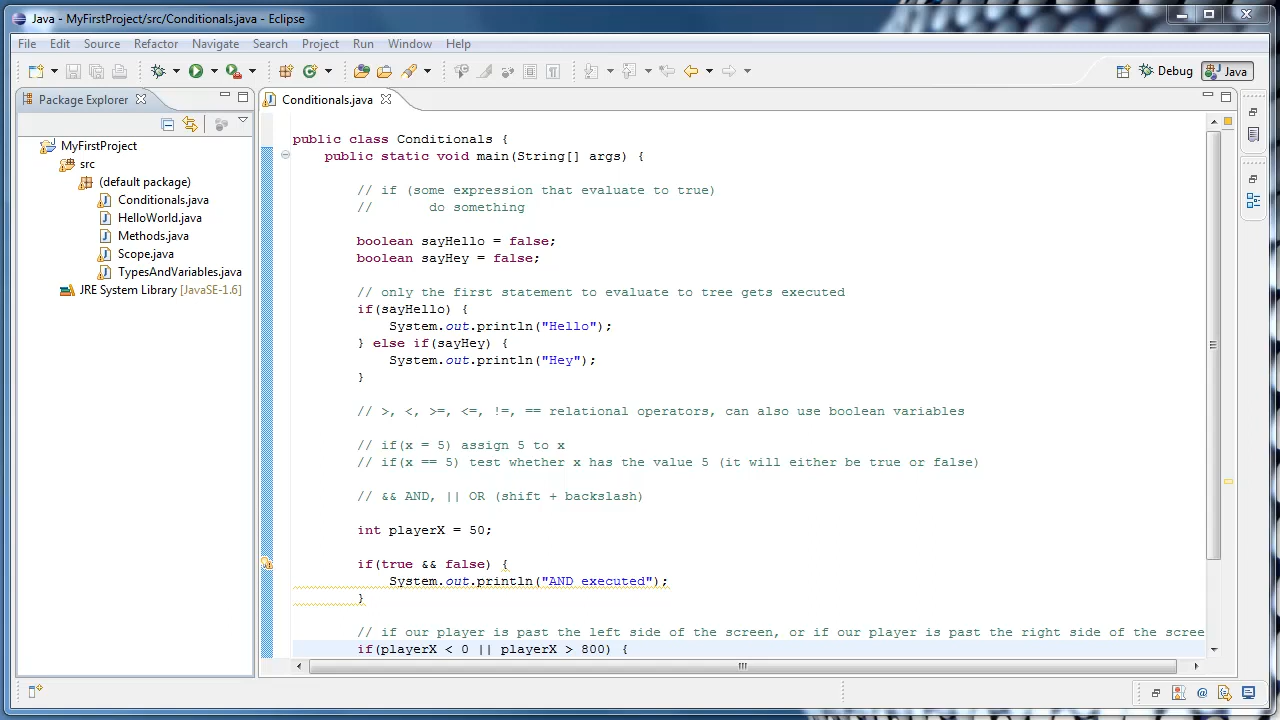 Java - MyFirstProject/src/Conditionals.java - Eclipse
File Edit Source Refactor Navigate Search Project Run Window Help
Debug Java
Package Explorer
Conditionals.java
MyFirstProject
src
(default package)
Conditionals.java
HelloWorld.java
Methods.java
Scope.java
TypesAndVariables.java
JRE System Library [JavaSE-1.6]
public class Conditionals {
public static void main(String[] args) {
// if (some expression that evaluate to true)
// do something
boolean sayHello = false;
boolean sayHey = false;
// only the first statement to evaluate to tree gets executed
if(sayHello) {
System.out.println("Hello");
} else if(sayHey) {
System.out.println("Hey");
}
// >, <, >=, <=, !=, == relational operators, can also use boolean variables
// if(x = 5) assign 5 to x
// if(x == 5) test whether x has the value 5 (it will either be true or false)
// && AND, || OR (shift + backslash)
int playerX = 50;
if(true && false) {
System.out.println("AND executed");
}
// if our player is past the left side of the screen, or if our player is past the right side of the scree
if(playerX < 0 || playerX > 800) {